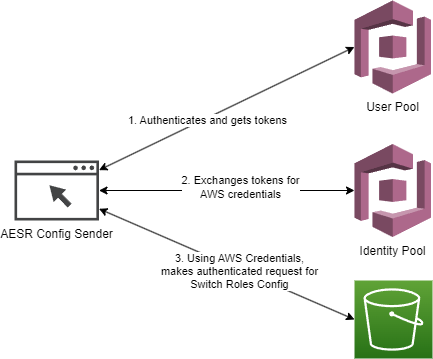 User Pool
1. Authenticates and gets tokens
2. Exchanges tokens for
AWS credentials
AESR Config Sender
Identity Pool
3. Using AWS Credentials,
makes authenticated request for
Switch Roles Config